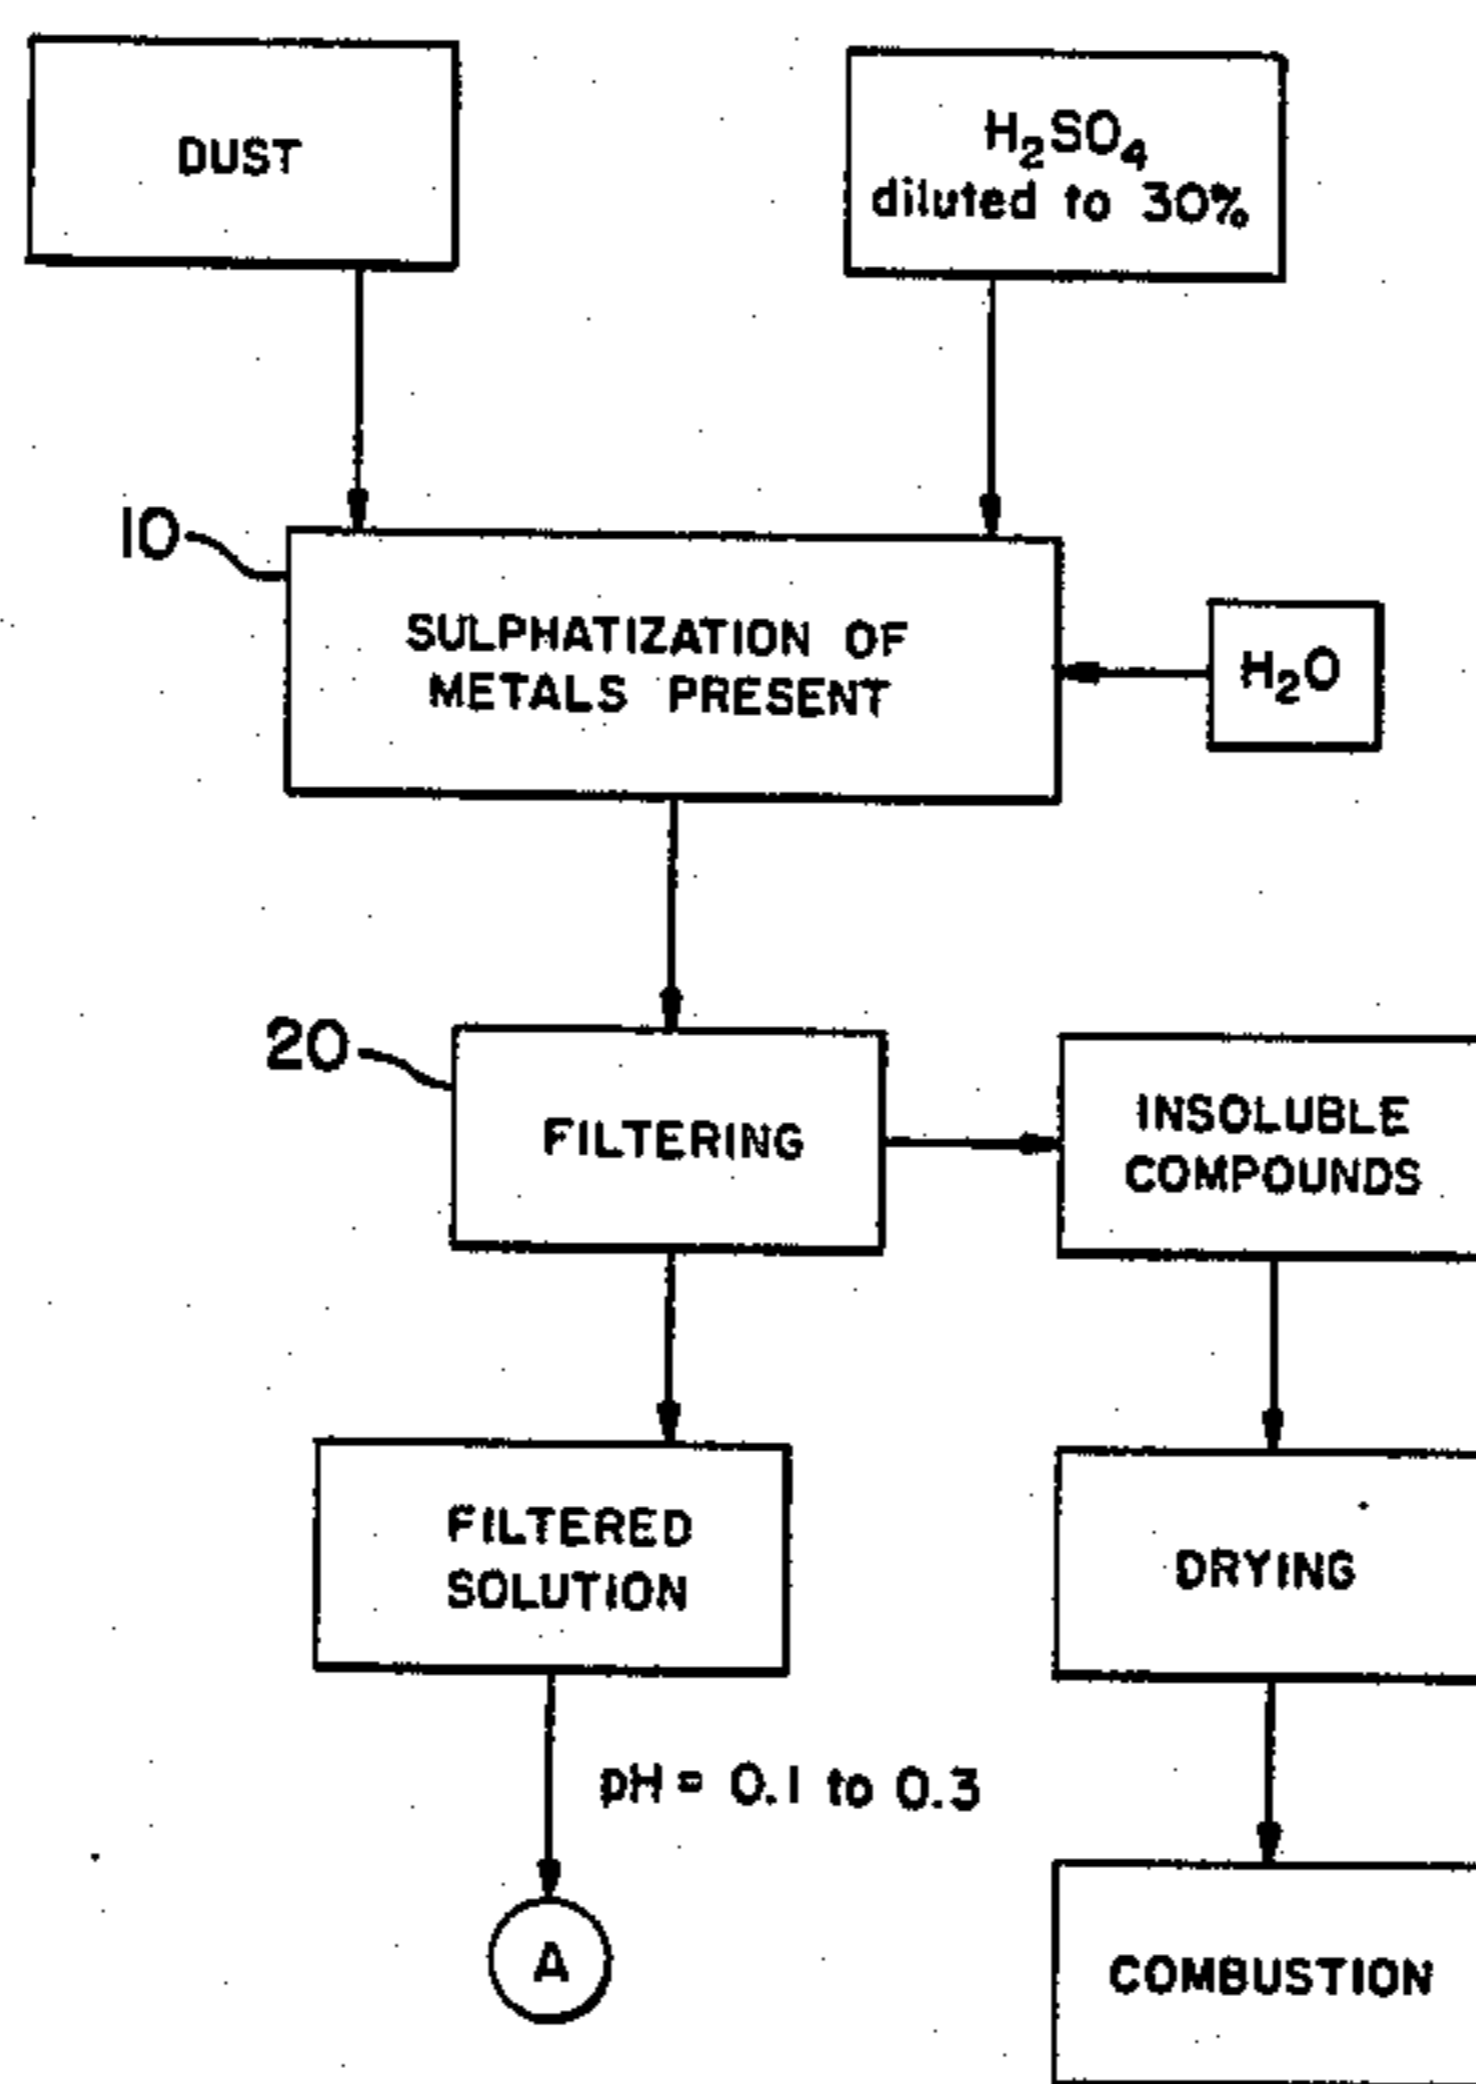 DUST
H₂SO₄
diluted to 30%
10
SULPHATIZATION OF
METALS PRESENT
H₂O
20
FILTERING
INSOLUBLE
COMPOUNDS
FILTERED
SOLUTION
DRYING
pH = 0.1 to 0.3
A
COMBUSTION